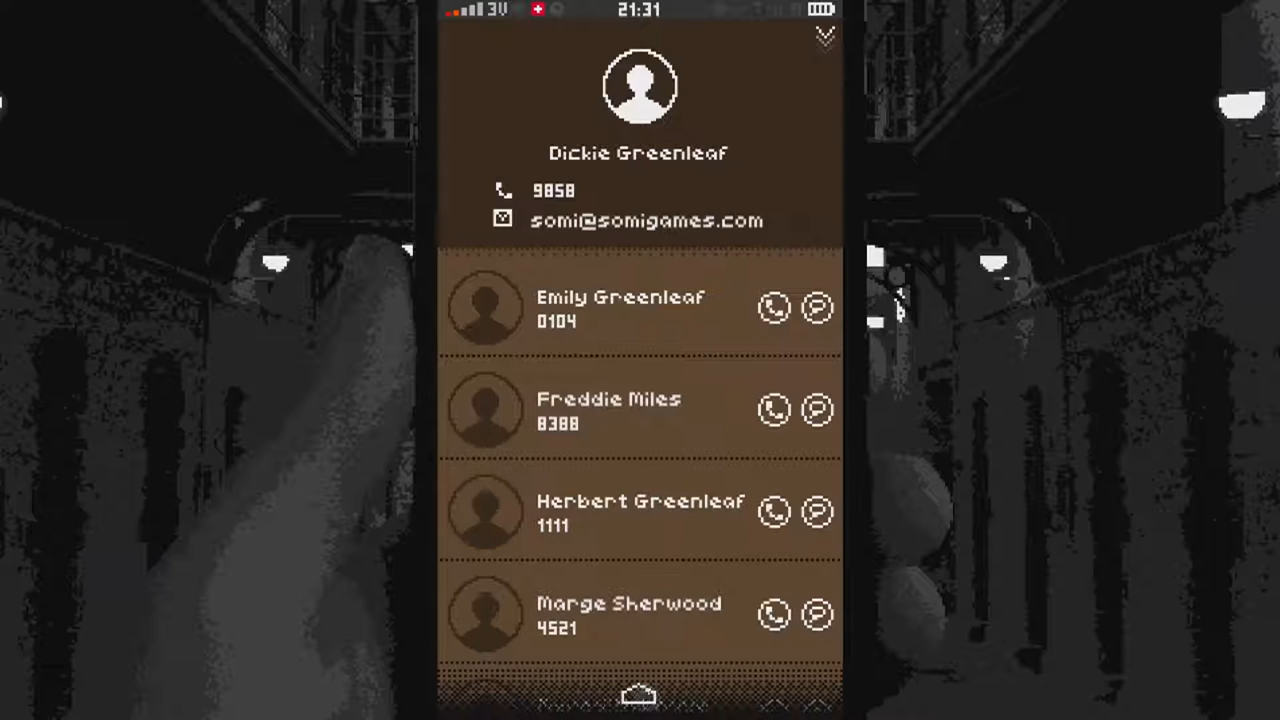 3U
21:31
Dickie Greenleaf
9858
somi@somigames.com
Emily Greenleaf
0104
Freddie Miles
8388
Herbert Greenleaf
1111
Marge Sherwood
4521